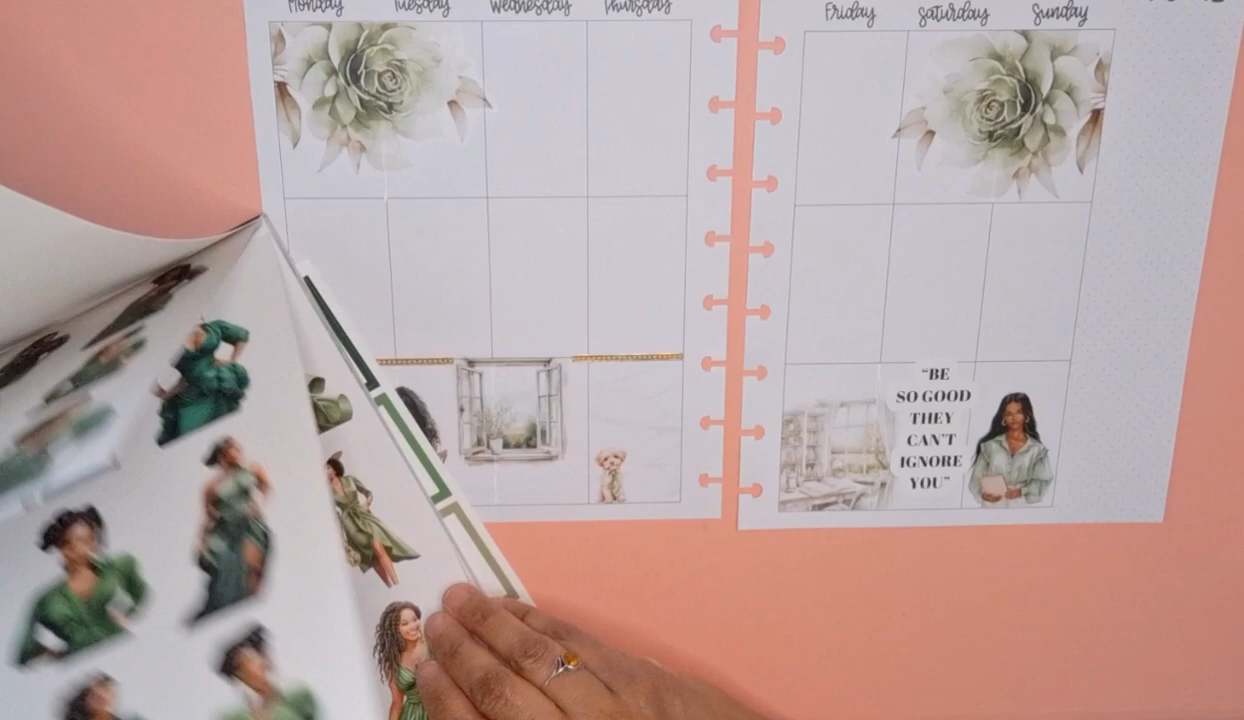 Monday Tuesday Wednesday Thursday
Friday Saturday Sunday
"BE
SO GOOD
THEY
CAN'T
IGNORE
YOU"